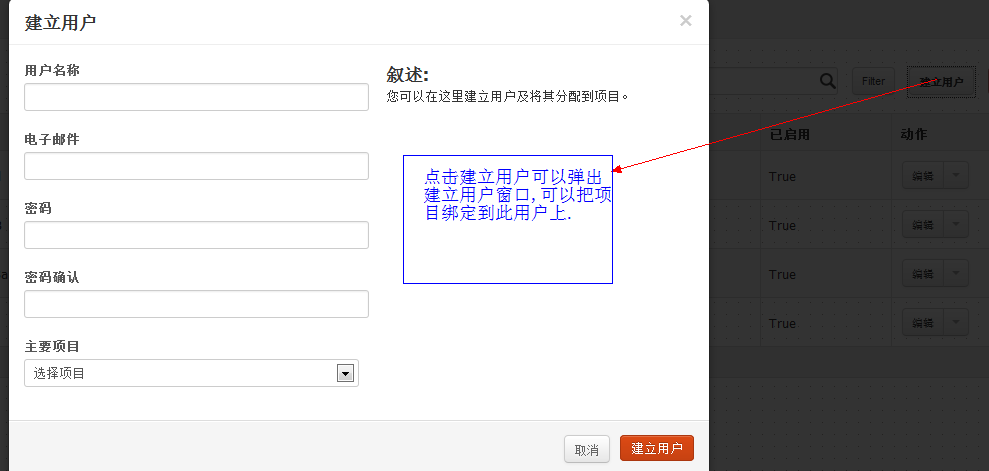 建立用户
×
用户名称
叙述:
您可以在这里建立用户及将其分配到项目。
电子邮件
密码
密码确认
主要项目
选择项目
点击建立用户可以弹出
建立用户窗口,可以把项
目绑定到此用户上.
取消
建立用户
Filter
建立用户
已启用
动作
True
编辑
True
编辑
True
编辑
True
编辑